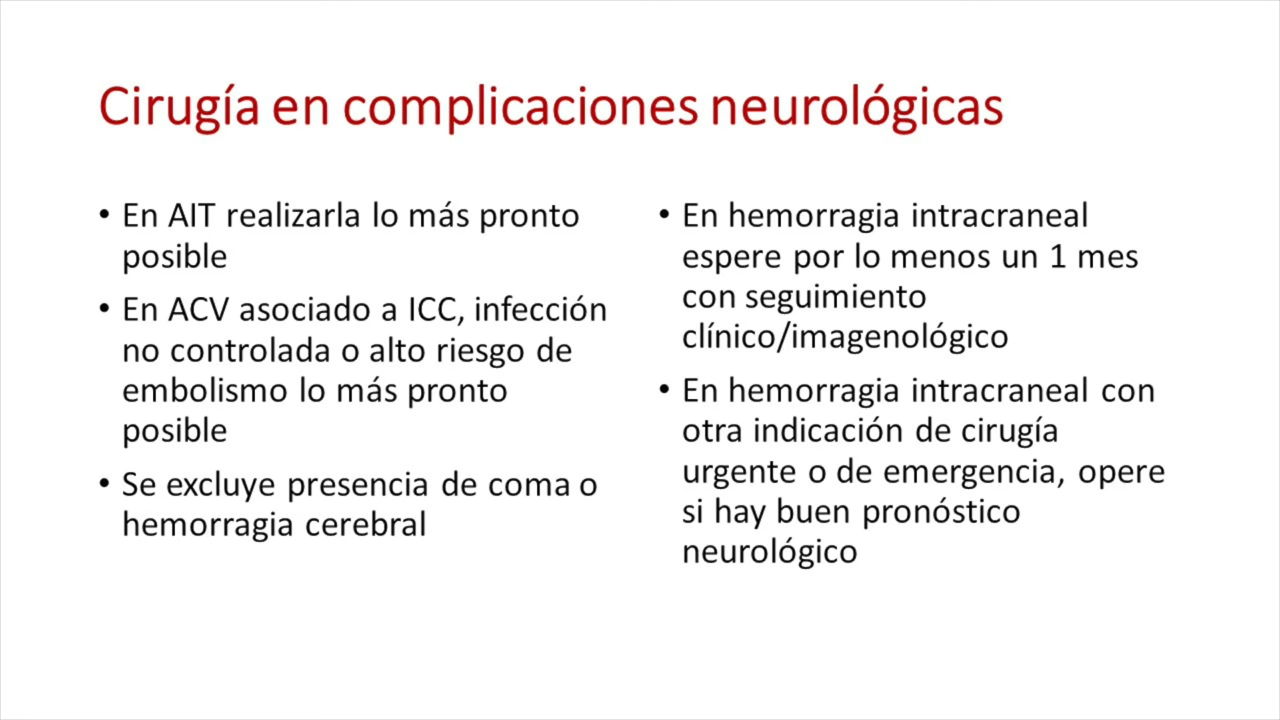 Cirugía en complicaciones neurológicas
• En AIT realizarla lo más pronto
posible
• En ACV asociado a ICC, infección
no controlada o alto riesgo de
embolismo lo más pronto
posible
• Se excluye presencia de coma o
hemorragia cerebral
• En hemorragia intracraneal
espere por lo menos un 1 mes
con seguimiento
clínico/imagenológico
• En hemorragia intracraneal con
otra indicación de cirugía
urgente o de emergencia, opere
si hay buen pronóstico
neurológico